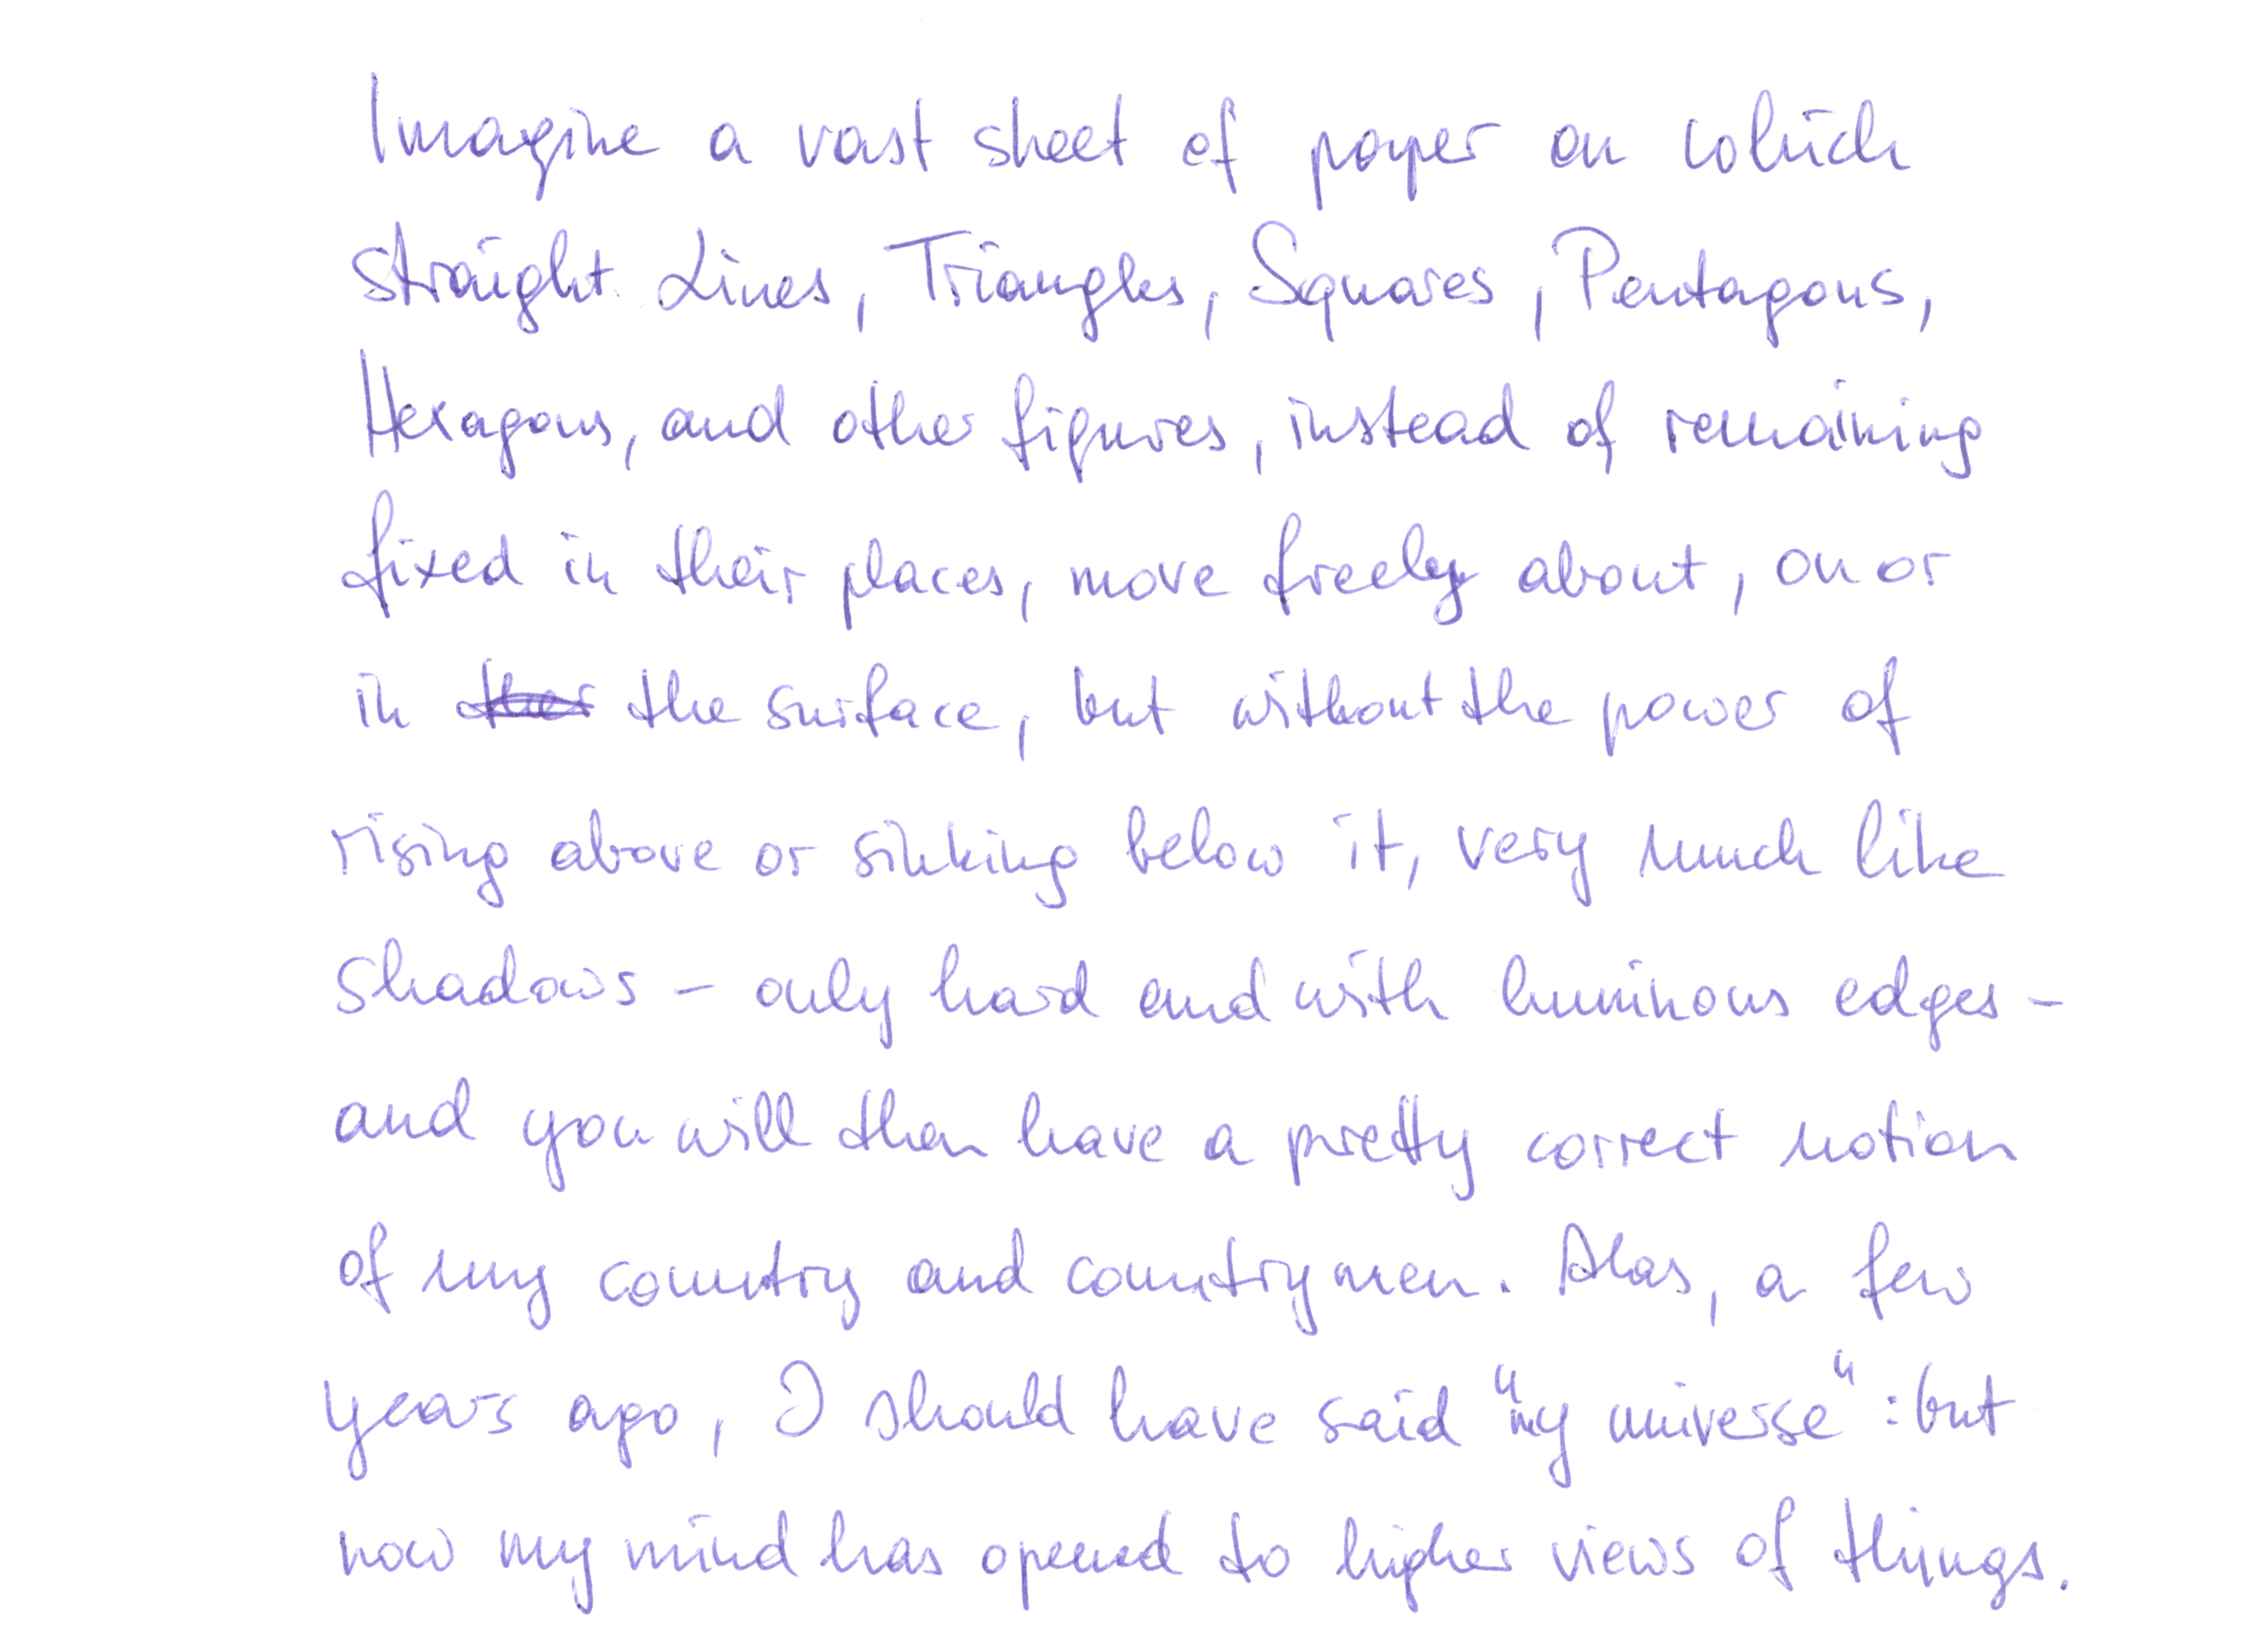 Imagine a vast sheet of paper on which
straight Lines, Triangles, Squares, Pentagons,
Hexagons, and other figures, instead of remaining
fixed in their places, move freely about, on or
in the surface, but without the power of
rising above or sinking below it, very much like
shadows – only hard and with luminous edges –
and you will then have a pretty correct notion
of my country and countrymen. Alas, a few
years ago, I should have said "my universe" : but
now my mind has opened to higher views of things.